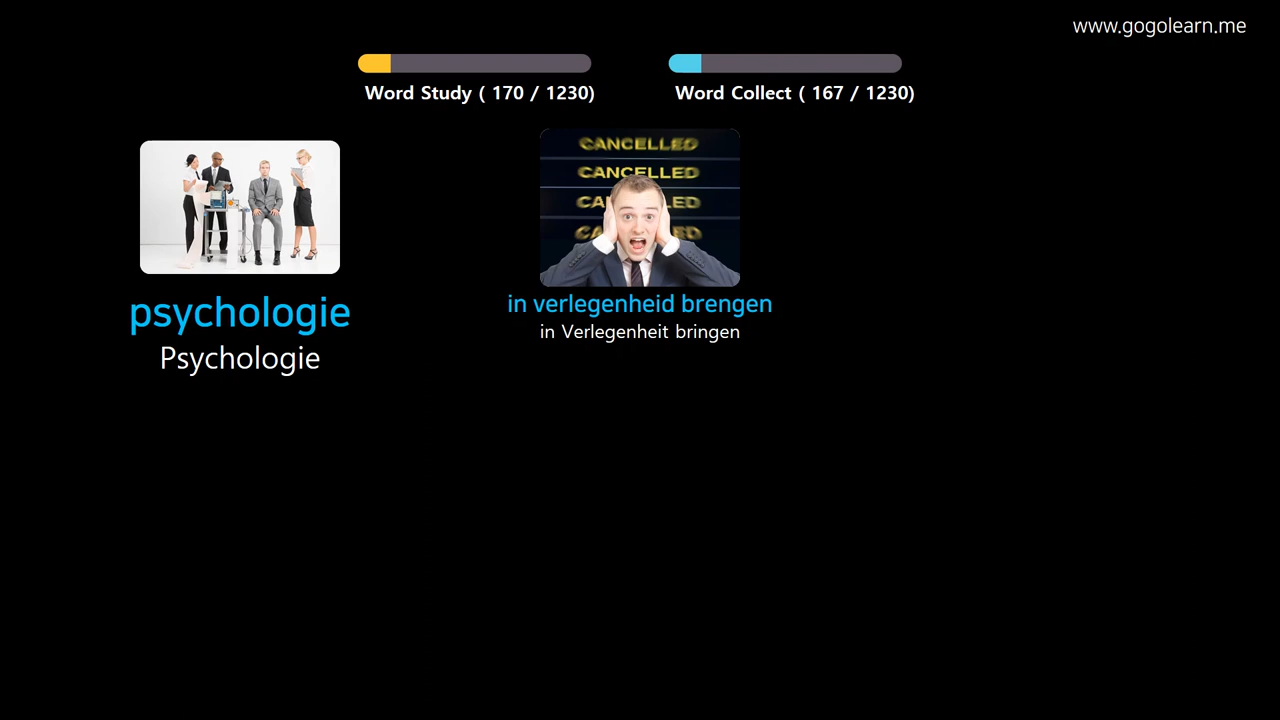 www.gogolearn.me
Word Study ( 170 / 1230)
Word Collect ( 167 / 1230)
CANCELLED
CANCELLED
psychologie
Psychologie
in verlegenheid brengen
in Verlegenheit bringen